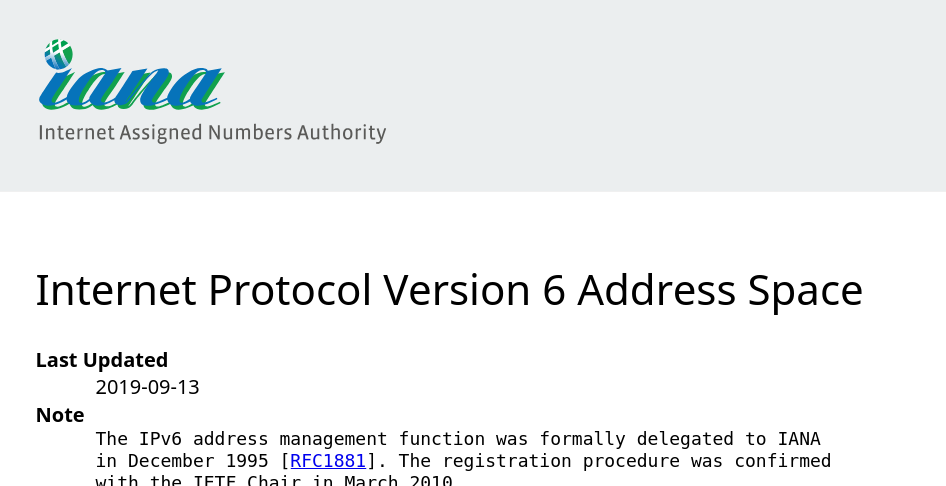 iana
Internet Assigned Numbers Authority
Internet Protocol Version 6 Address Space
Last Updated
2019-09-13
Note
The IPv6 address management function was formally delegated to IANA
in December 1995 [RFC1881]. The registration procedure was confirmed
with the IETF Chair in March 2010.